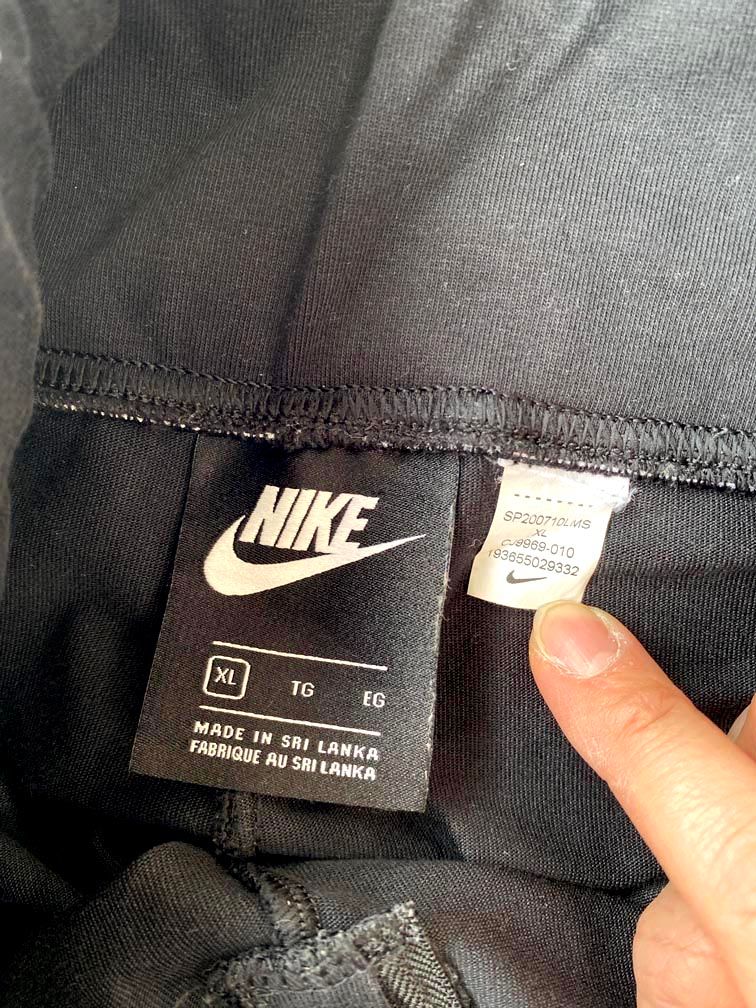 NIKE
XL TG EG
MADE IN SRI LANKA
FABRIQUE AU SRI LANKA
SP200710LMS
XL
CJ9969-010
193655029332